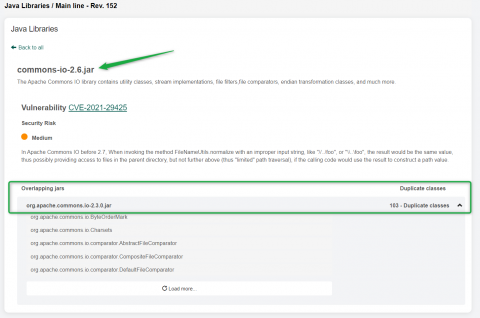 Java Libraries / Main line - Rev. 152
Java Libraries
Back to all
commons-io-2.6.jar
The Apache Commons IO library contains utility classes, stream implementations, file filters,file comparators, endian transformation classes, and much more
Vulnerability CVE-2021-29425
Security Risk
Medium
In Apache Commons IO before 2.7, When invoking the method FileNameUtils.normalize with an improper input string, like "//../foo", or "\\..\foo", the result would be the same value,
thus possibly providing access to files in the parent directory, but not further above (thus "limited" path traversal), if the calling code would use the result to construct a path value.
Overlapping jars Duplicate classes
org.apache.commons.io-2.3.0.jar 103 - Duplicate classes
org.apache.commons.io.ByteOrderMark
org.apache.commons.io.Charsets
org.apache.commons.io.comparator.AbstractFileComparator
org.apache.commons.io.comparator.CompositeFileComparator
org.apache.commons.io.comparator.DefaultFileComparator
Load more...